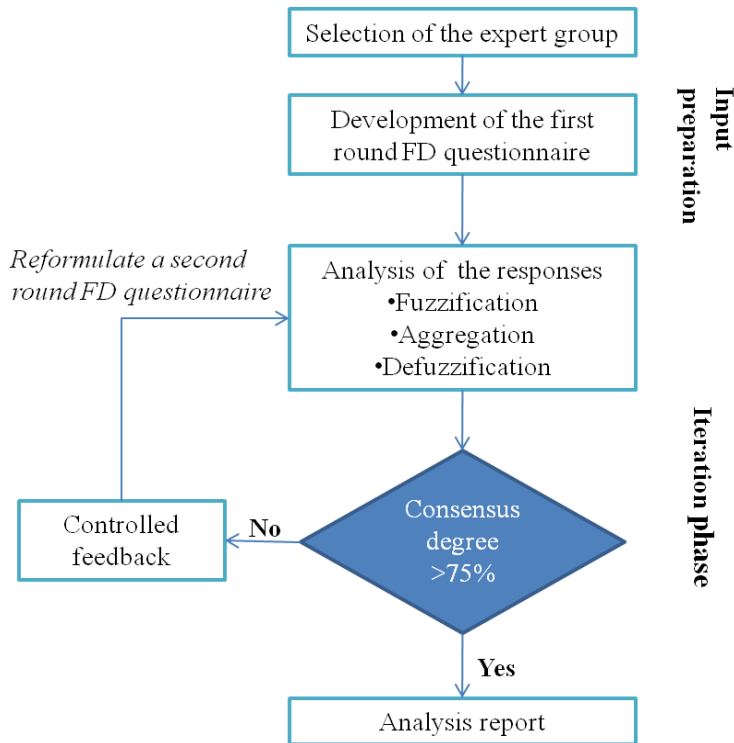 Selection of the expert group
Development of the first
round FD questionnaire
Input
preparation
Reformulate a second
round FD questionnaire
Analysis of the responses
•Fuzzification
•Aggregation
•Defuzzification
Iteration phase
Controlled
feedback
No
Consensus
degree
>75%
Yes
Analysis report